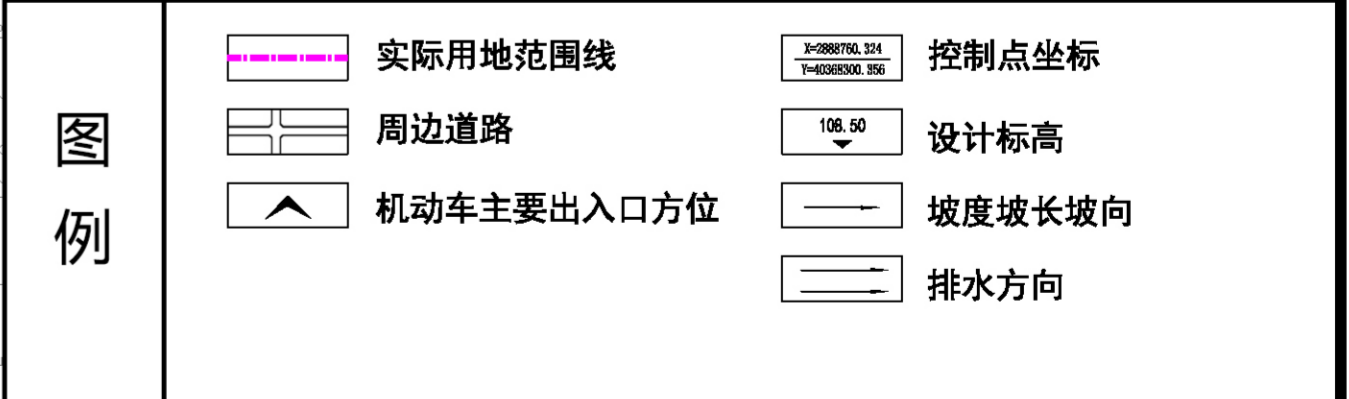 图例
实际用地范围线
周边道路
机动车主要出入口方位
X=2888760.324
Y=40368300.356
控制点坐标
108.50
设计标高
坡度坡长坡向
排水方向